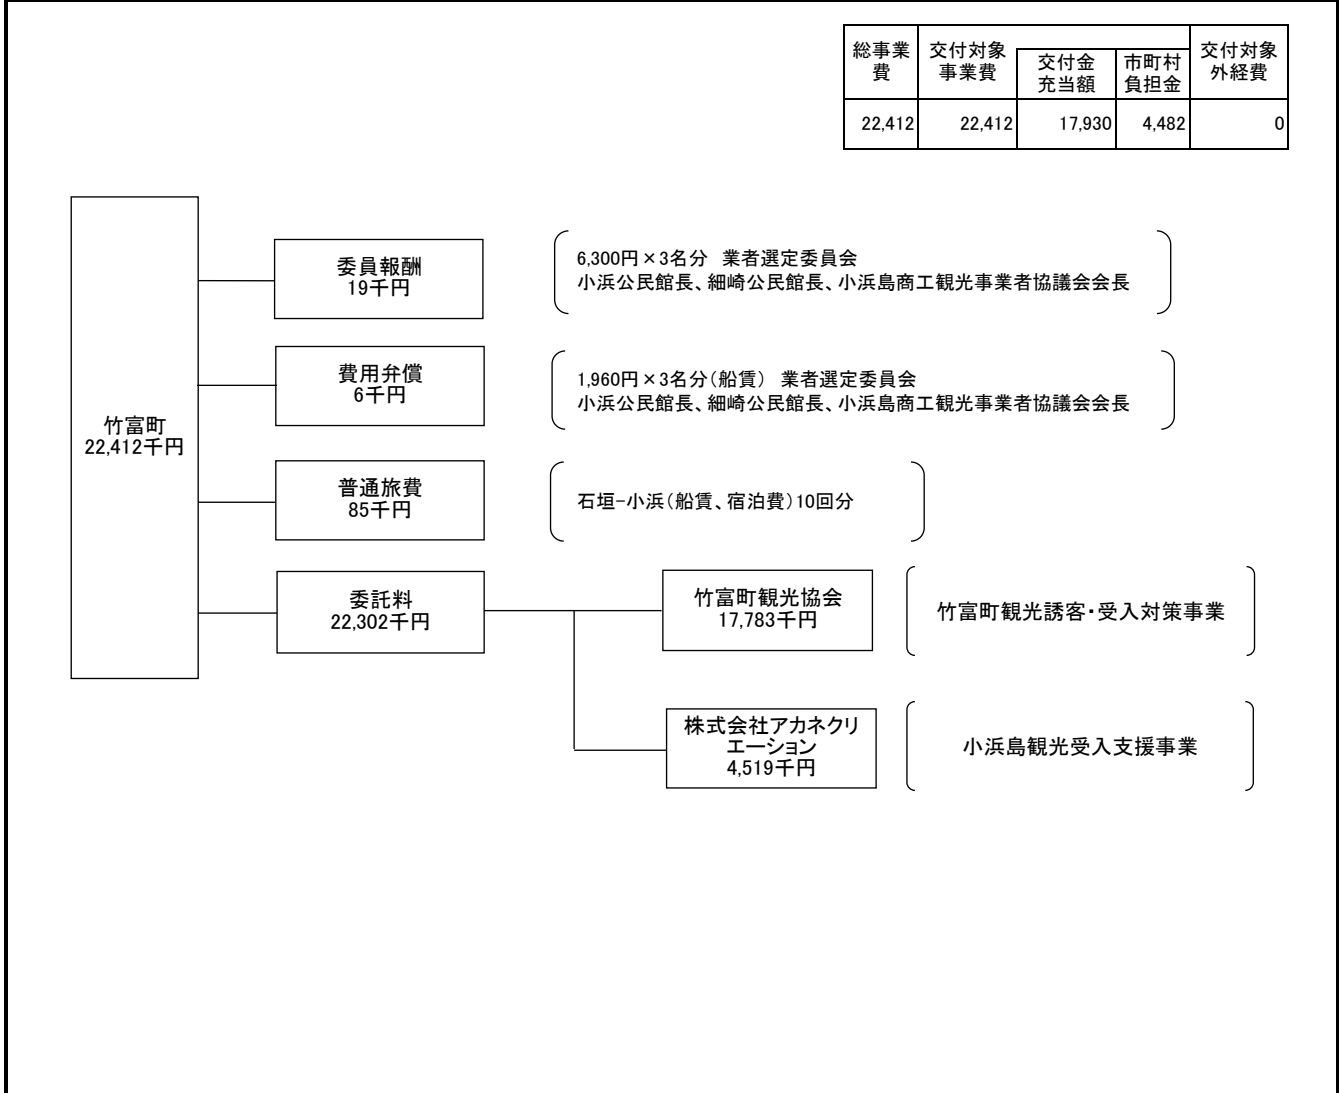 総事業
費
交付対象
事業費
交付金
充当額
市町村
負担金
交付対象
外経費
22,412
22,412
17,930
4,482
0
竹富町
22,412千円
委員報酬
19千円
6,300円×3名分　業者選定委員会
小浜公民館長、細崎公民館長、小浜島商工観光事業者協議会会長
費用弁償
6千円
1,960円×3名分(船賃)　業者選定委員会
小浜公民館長、細崎公民館長、小浜島商工観光事業者協議会会長
普通旅費
85千円
石垣-小浜(船賃、宿泊費)10回分
委託料
22,302千円
竹富町観光協会
17,783千円
竹富町観光誘客・受入対策事業
株式会社アカネクリ
エーション
4,519千円
小浜島観光受入支援事業